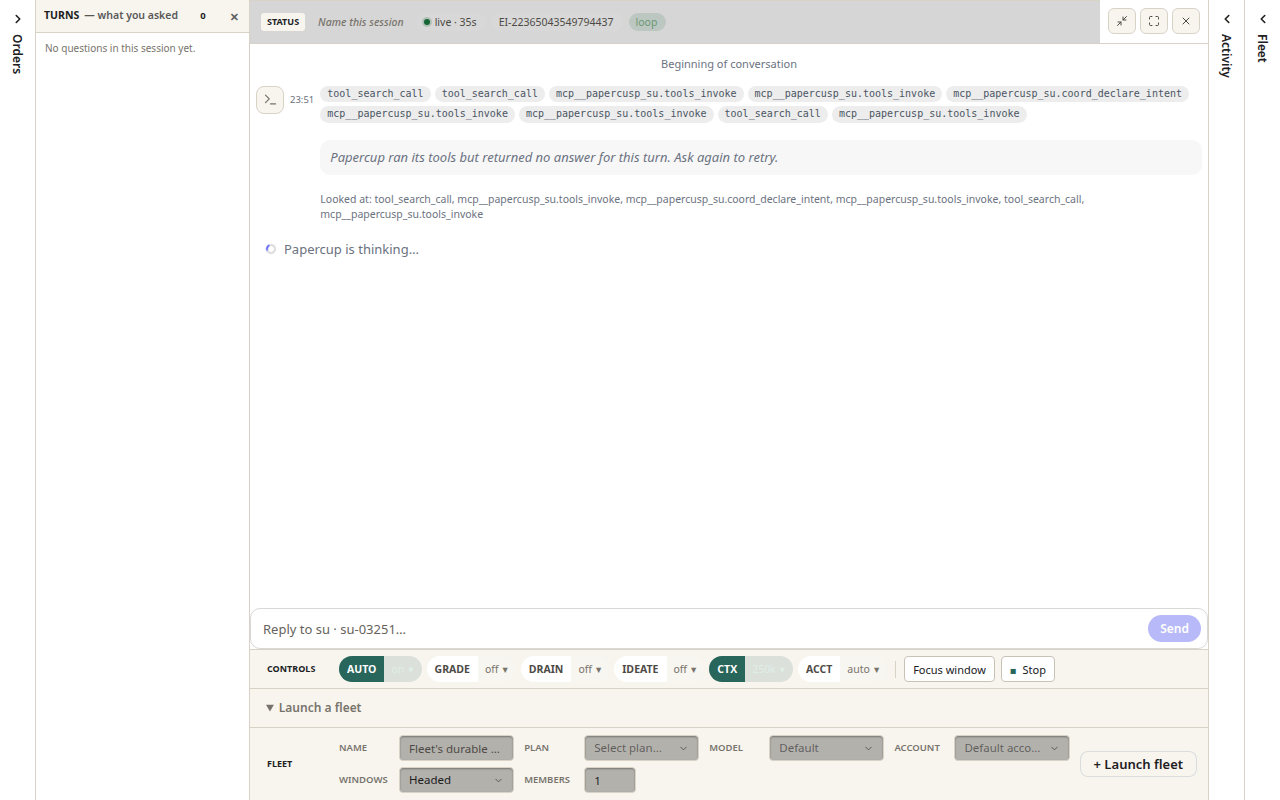 Orders
TURNS — what you asked 0
No questions in this session yet.
STATUS Name this session live · 35s EI-22365043549794437 loop
Beginning of conversation
23:51 tool_search_call tool_search_call mcp__papercusp_su.tools_invoke mcp__papercusp_su.tools_invoke mcp__papercusp_su.coord_declare_intent
mcp__papercusp_su.tools_invoke mcp__papercusp_su.tools_invoke tool_search_call mcp__papercusp_su.tools_invoke
Papercup ran its tools but returned no answer for this turn. Ask again to retry.
Looked at: tool_search_call, mcp__papercusp_su.tools_invoke, mcp__papercusp_su.coord_declare_intent, mcp__papercusp_su.tools_invoke, tool_search_call,
mcp__papercusp_su.tools_invoke
Papercup is thinking...
Reply to su · su-03251... Send
CONTROLS AUTO on GRADE off DRAIN off IDEATE off CTX ACCT auto Focus window Stop
Launch a fleet
FLEET
NAME Fleet's durable ... PLAN Select plan... MODEL Default ACCOUNT Default acco...
WINDOWS Headed MEMBERS 1
+ Launch fleet
Activity
Fleet